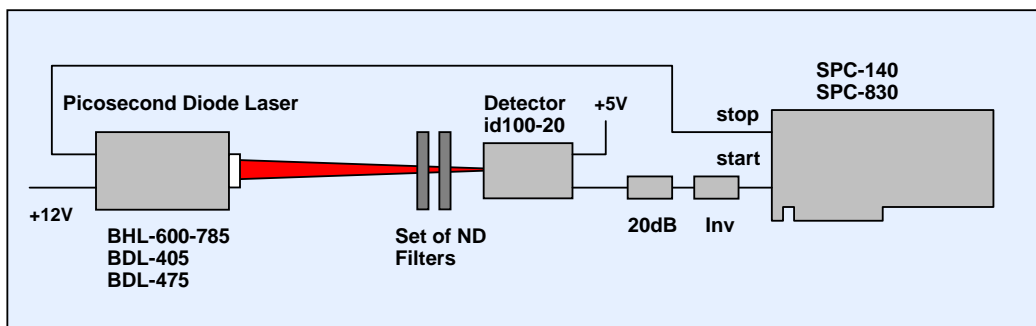 SPC-140
SPC-830
Picosecond Diode Laser
Detector
id100-20
+5V
stop
start
+12V
BHL-600-785
BDL-405
BDL-475
Set of ND
Filters
20dB
Inv